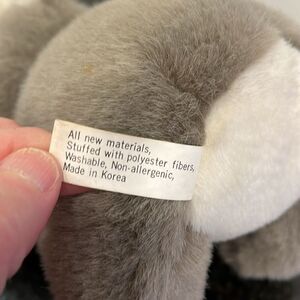 All new materials,
Stuffed with polyester fibers,
Washable, Non-allergenic,
Made in Korea